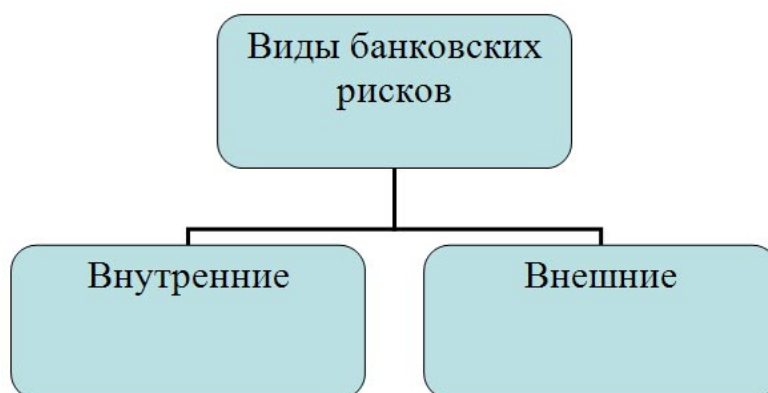 Виды банковских
рисков
Внутренние
Внешние